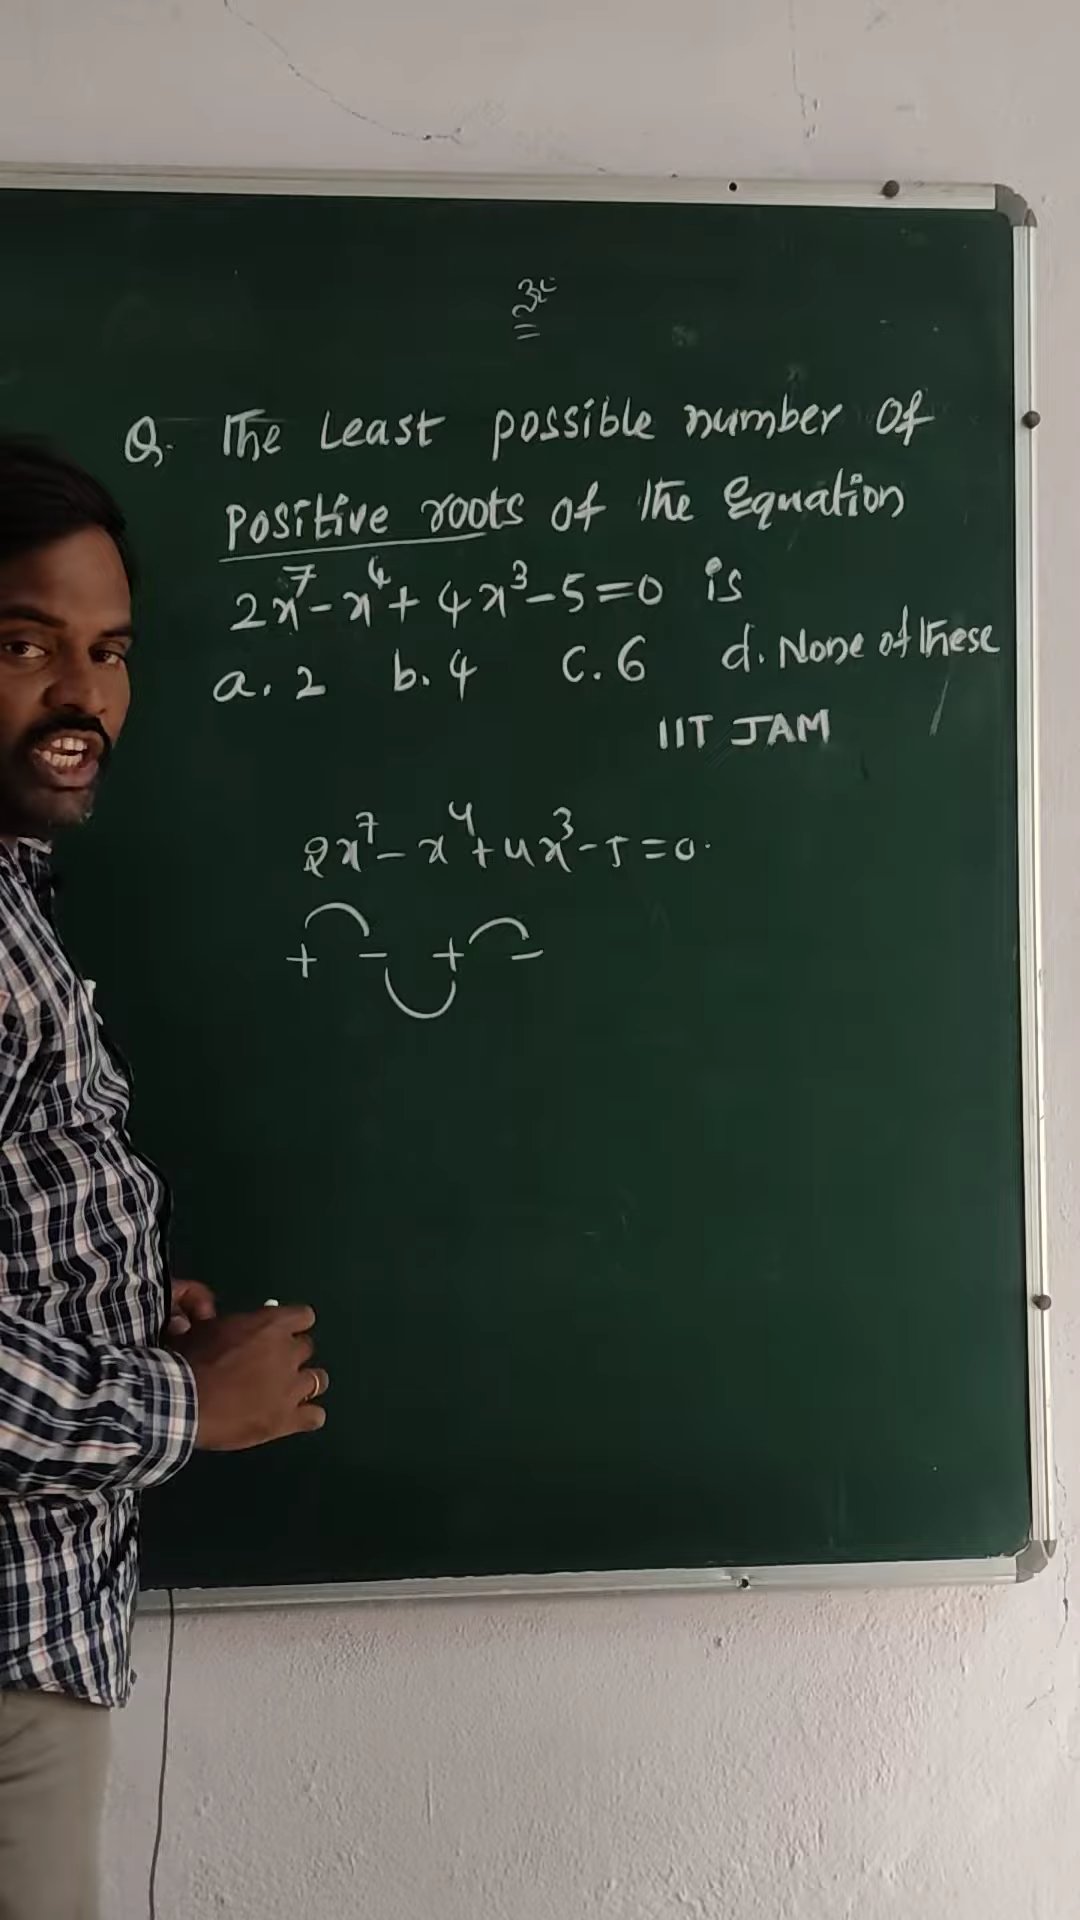 Q. The Least possible number of
positive roots of the Equation
2x⁷-x⁴+4x³-5=0 is
a. 2 b. 4 c. 6 d. None of these
IIT JAM
2x⁷-x⁴+4x³-5=0.
+ - + -